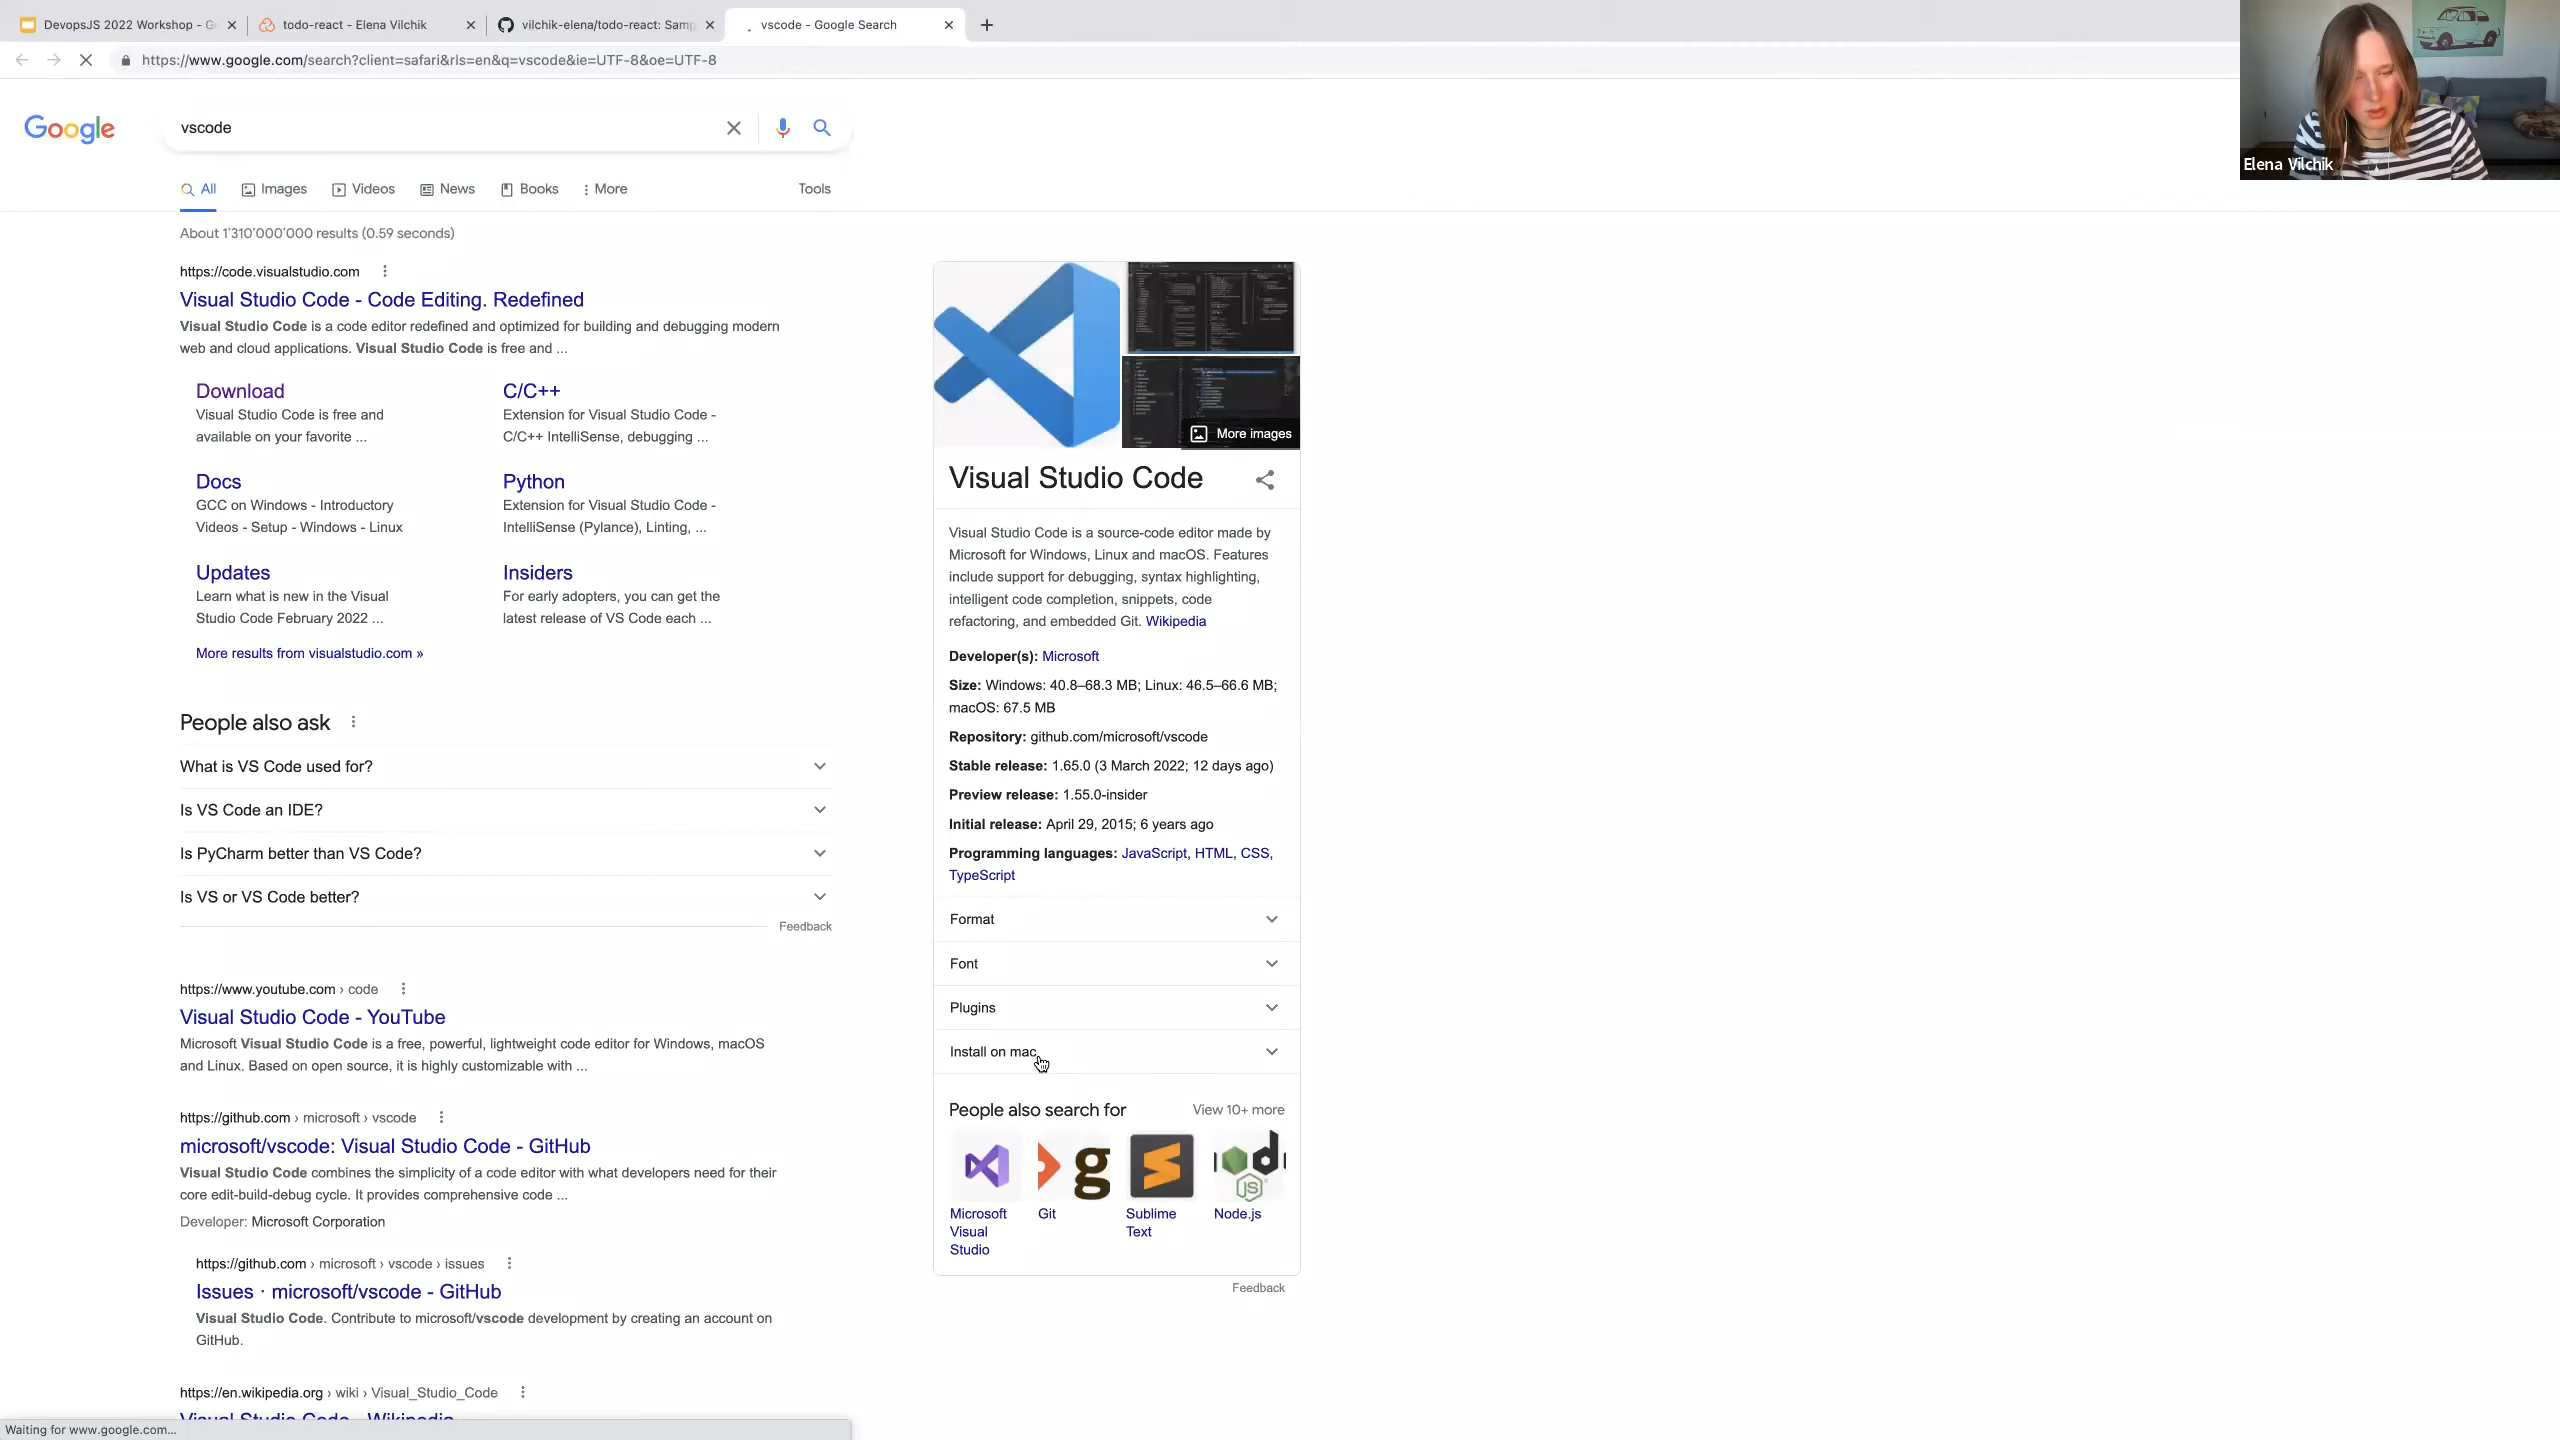 DevopsJS 2022 Workshop - G
todo-react - Elena Vilchik
vilchik-elena/todo-react: Samp
vscode - Google Search
https://www.google.com/search?client=safari&rls=en&q=vscode&ie=UTF-8&oe=UTF-8
Elena Vilchik
Google
vscode
All
Images
Videos
News
Books
More
Tools
About 1'310'000'000 results (0.59 seconds)
https://code.visualstudio.com
Visual Studio Code - Code Editing. Redefined
Visual Studio Code is a code editor redefined and optimized for building and debugging modern
web and cloud applications. Visual Studio Code is free and ...
Download
Visual Studio Code is free and
available on your favorite ...
C/C++
Extension for Visual Studio Code -
C/C++ IntelliSense, debugging ...
Docs
GCC on Windows - Introductory
Videos - Setup - Windows - Linux
Python
Extension for Visual Studio Code -
IntelliSense (Pylance), Linting, ...
Updates
Learn what is new in the Visual
Studio Code February 2022 ...
Insiders
For early adopters, you can get the
latest release of VS Code each ...
More results from visualstudio.com »
People also ask
What is VS Code used for?
Is VS Code an IDE?
Is PyCharm better than VS Code?
Is VS or VS Code better?
Feedback
https://www.youtube.com › code
Visual Studio Code - YouTube
Microsoft Visual Studio Code is a free, powerful, lightweight code editor for Windows, macOS
and Linux. Based on open source, it is highly customizable with ...
https://github.com › microsoft › vscode
microsoft/vscode: Visual Studio Code - GitHub
Visual Studio Code combines the simplicity of a code editor with what developers need for their
core edit-build-debug cycle. It provides comprehensive code ...
Developer: Microsoft Corporation
https://github.com › microsoft › vscode › issues
Issues · microsoft/vscode - GitHub
Visual Studio Code. Contribute to microsoft/vscode development by creating an account on
GitHub.
https://en.wikipedia.org › wiki › Visual_Studio_Code
Visual Studio Code - Wikipedia
Waiting for www.google.com...
More images
Visual Studio Code
Visual Studio Code is a source-code editor made by
Microsoft for Windows, Linux and macOS. Features
include support for debugging, syntax highlighting,
intelligent code completion, snippets, code
refactoring, and embedded Git. Wikipedia
Developer(s): Microsoft
Size: Windows: 40.8–68.3 MB; Linux: 46.5–66.6 MB;
macOS: 67.5 MB
Repository: github.com/microsoft/vscode
Stable release: 1.65.0 (3 March 2022; 12 days ago)
Preview release: 1.55.0-insider
Initial release: April 29, 2015; 6 years ago
Programming languages: JavaScript, HTML, CSS,
TypeScript
Format
Font
Plugins
Install on mac
People also search for
View 10+ more
Microsoft
Visual
Studio
Git
Sublime
Text
Node.js
Feedback